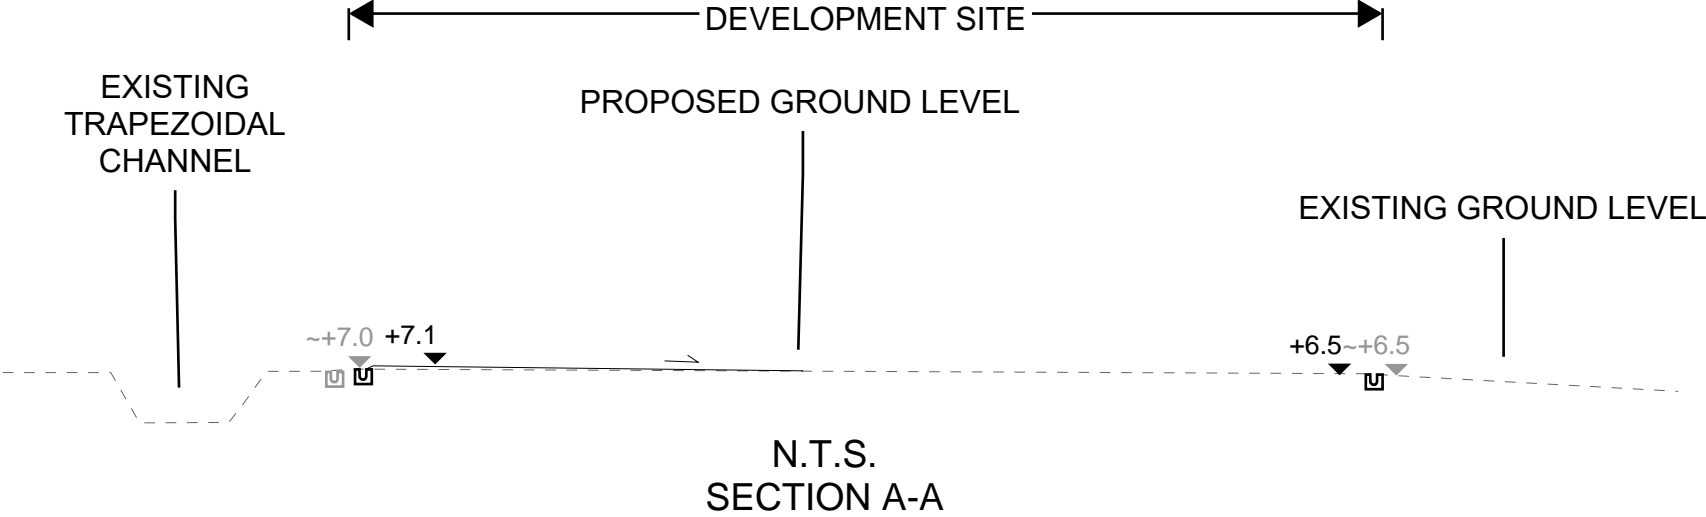 DEVELOPMENT SITE
EXISTING
TRAPEZOIDAL
CHANNEL
PROPOSED GROUND LEVEL
EXISTING GROUND LEVEL
~+7.0 +7.1
+6.5 ~+6.5
N.T.S.
SECTION A-A